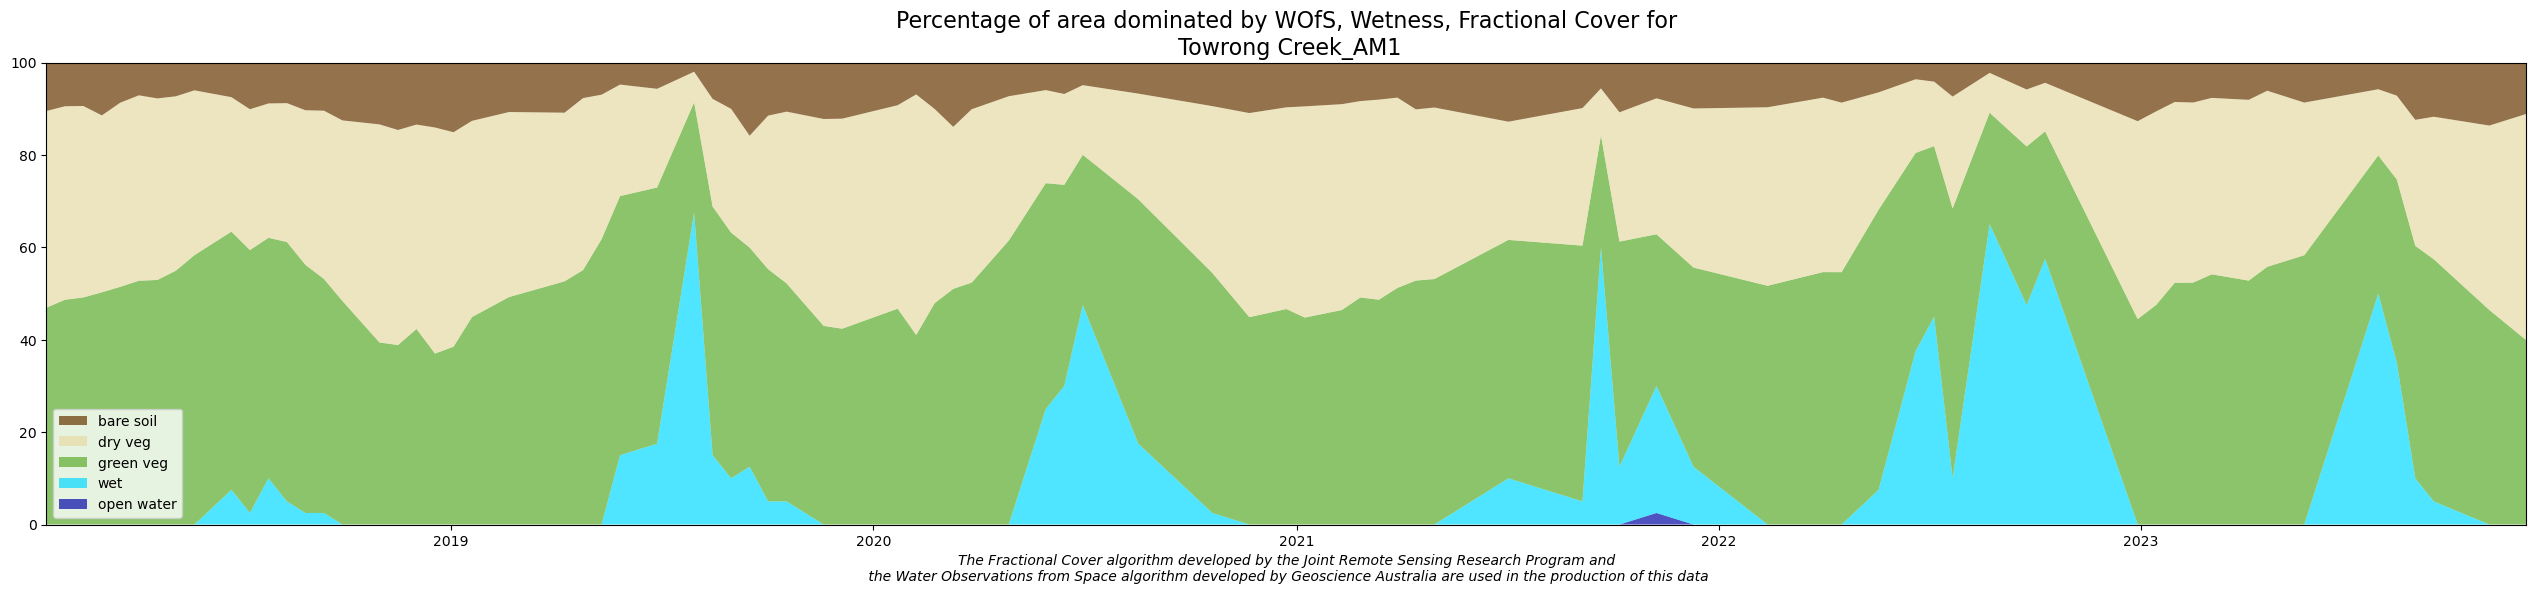 Percentage of area dominated by WOfS, Wetness, Fractional Cover for
Towrong Creek_AM1
100
80
60
40
20
0
bare soil
dry veg
green veg
wet
open water
2019
2020
2021
2022
2023
The Fractional Cover algorithm developed by the Joint Remote Sensing Research Program and
the Water Observations from Space algorithm developed by Geoscience Australia are used in the production of this data